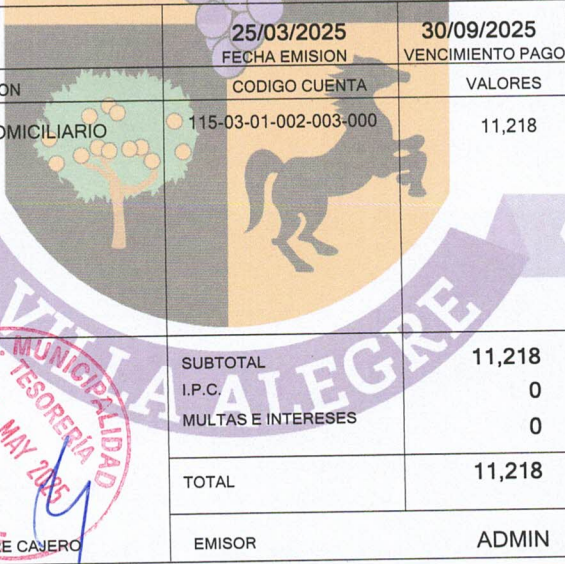 25/03/2025 30/09/2025
FECHA EMISION VENCIMIENTO PAGO
ON CODIGO CUENTA VALORES
OMICILIARIO 115-03-01-002-003-000 11,218
VILLA ALEGRE
SUBTOTAL 11,218
I.P.C. 0
MULTAS E INTERESES 0
TOTAL 11,218
MUNICIPALIDAD
TESORERÍA
MAY 2025
RE CAJERO EMISOR ADMIN